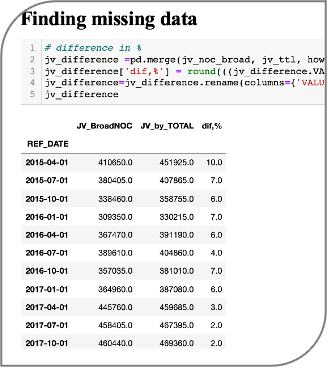 Finding missing data
1 # difference in %
2 jv_difference =pd.merge(jv_noc_broad, jv_ttl, how
3 jv_difference['dif,%'] = round(((jv_difference.VA
4 jv_difference=jv_difference.rename(columns={'VALU
5 jv_difference
JV_BroadNOC JV_by_TOTAL dif,%
REF_DATE
2015-04-01 410650.0 451925.0 10.0
2015-07-01 380405.0 407865.0 7.0
2015-10-01 338460.0 358755.0 6.0
2016-01-01 309350.0 330215.0 7.0
2016-04-01 367470.0 391190.0 6.0
2016-07-01 389610.0 404860.0 4.0
2016-10-01 357035.0 381010.0 7.0
2017-01-01 364960.0 387080.0 6.0
2017-04-01 445760.0 459685.0 3.0
2017-07-01 458405.0 467395.0 2.0
2017-10-01 460440.0 469360.0 2.0